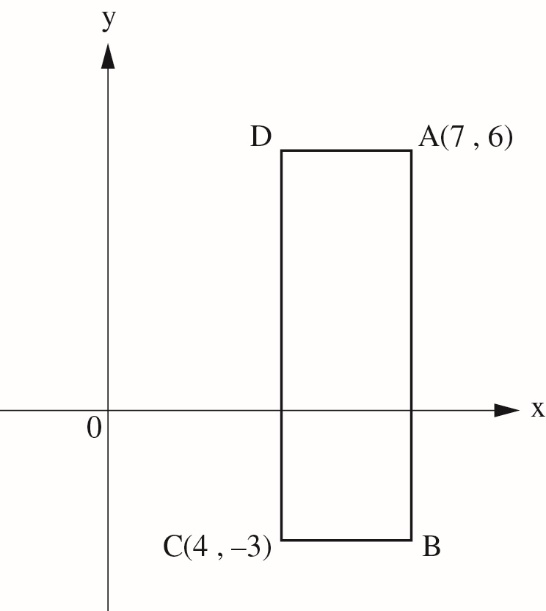 y
D
A(7 , 6)
x
0
C(4 , –3)
B